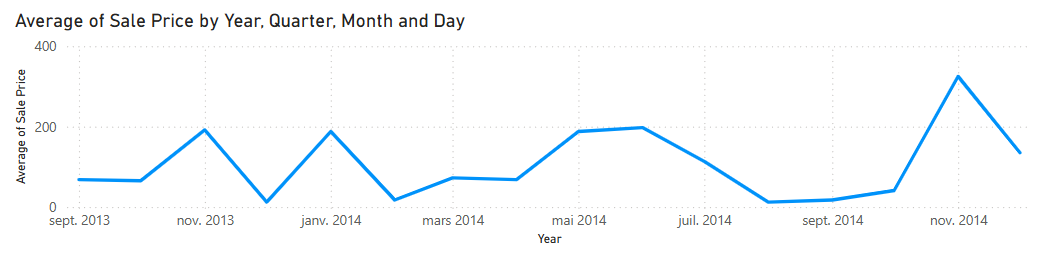 Average of Sale Price by Year, Quarter, Month and Day
400
200
0
Average of Sale Price
sept. 2013 nov. 2013 janv. 2014 mars 2014 mai 2014 juil. 2014 sept. 2014 nov. 2014
Year